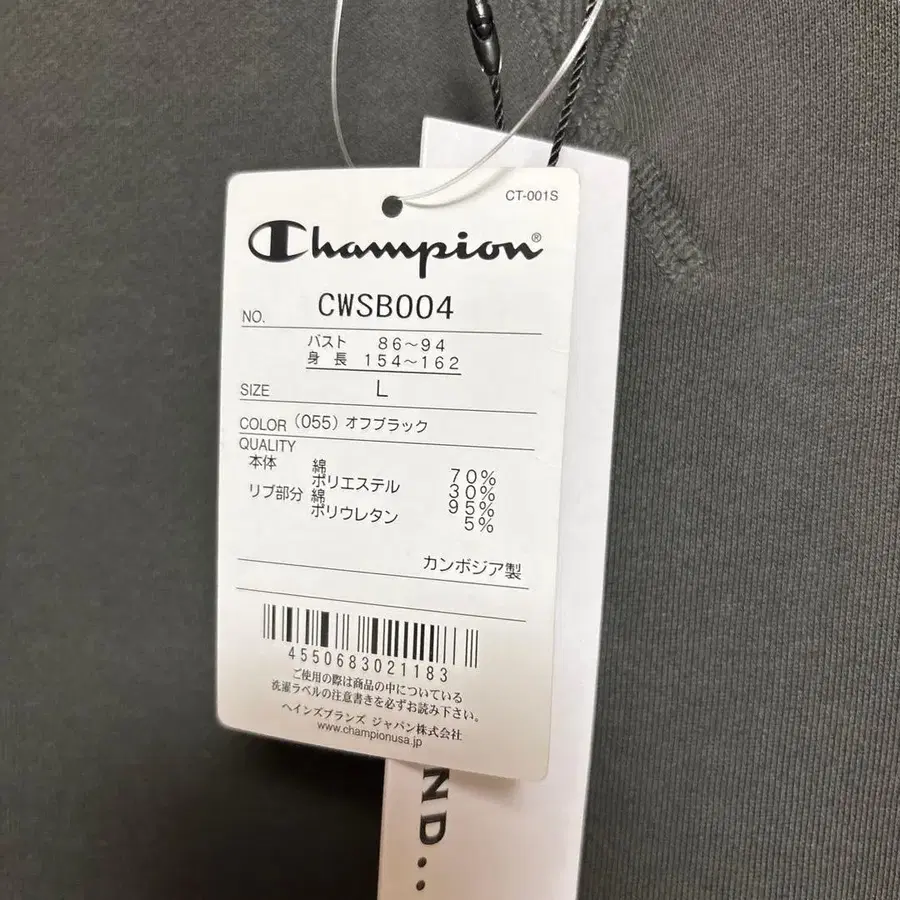 CT-001S
Champion®
NO. CWSB004
バスト 86～94
身長 154～162
SIZE L
COLOR (055) オフブラック
QUALITY
本体 綿 70%
ポリエステル 30%
リブ部分 綿 95%
ポリウレタン 5%
カンボジア製
4550683021183
ご使用の際は商品の中についている
洗濯ラベルの注意書きを必ずお読み下さい。
ヘインズブランズ ジャパン株式会社
www.championusa.jp
ND..